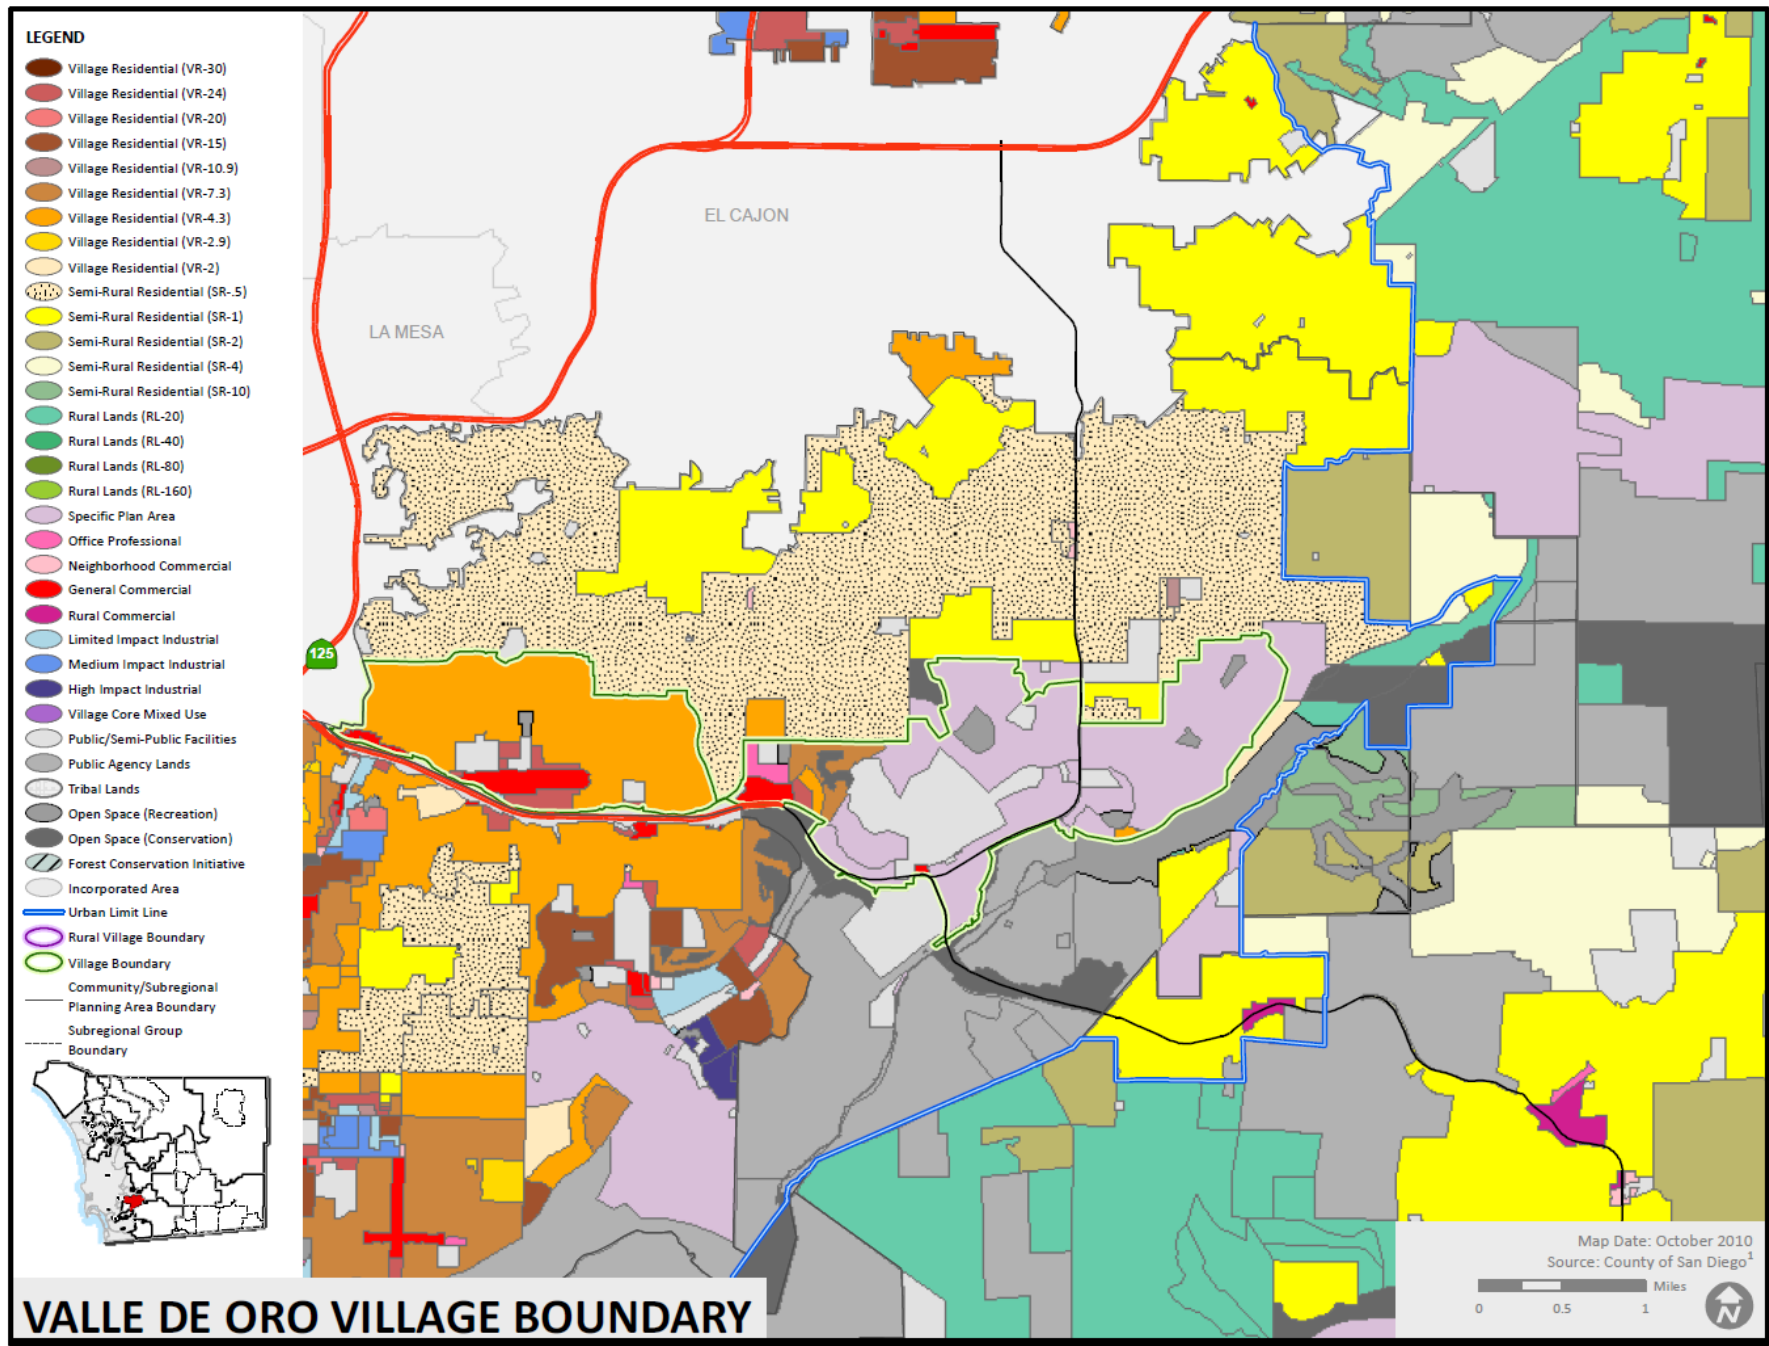 LEGEND
Village Residential (VR-30)
Village Residential (VR-24)
Village Residential (VR-20)
Village Residential (VR-15)
Village Residential (VR-10.9)
Village Residential (VR-7.3)
Village Residential (VR-4.3)
Village Residential (VR-2.9)
Village Residential (VR-2)
Semi-Rural Residential (SR-.5)
Semi-Rural Residential (SR-1)
Semi-Rural Residential (SR-2)
Semi-Rural Residential (SR-4)
Semi-Rural Residential (SR-10)
Rural Lands (RL-20)
Rural Lands (RL-40)
Rural Lands (RL-80)
Rural Lands (RL-160)
Specific Plan Area
Office Professional
Neighborhood Commercial
General Commercial
Rural Commercial
Limited Impact Industrial
Medium Impact Industrial
High Impact Industrial
Village Core Mixed Use
Public/Semi-Public Facilities
Public Agency Lands
Tribal Lands
Open Space (Recreation)
Open Space (Conservation)
Forest Conservation Initiative
Incorporated Area
Urban Limit Line
Rural Village Boundary
Village Boundary
Community/Subregional
Planning Area Boundary
Subregional Group
Boundary
EL CAJON
LA MESA
125
Map Date: October 2010
Source: County of San Diego¹
Miles
0 0.5 1
N
VALLE DE ORO VILLAGE BOUNDARY